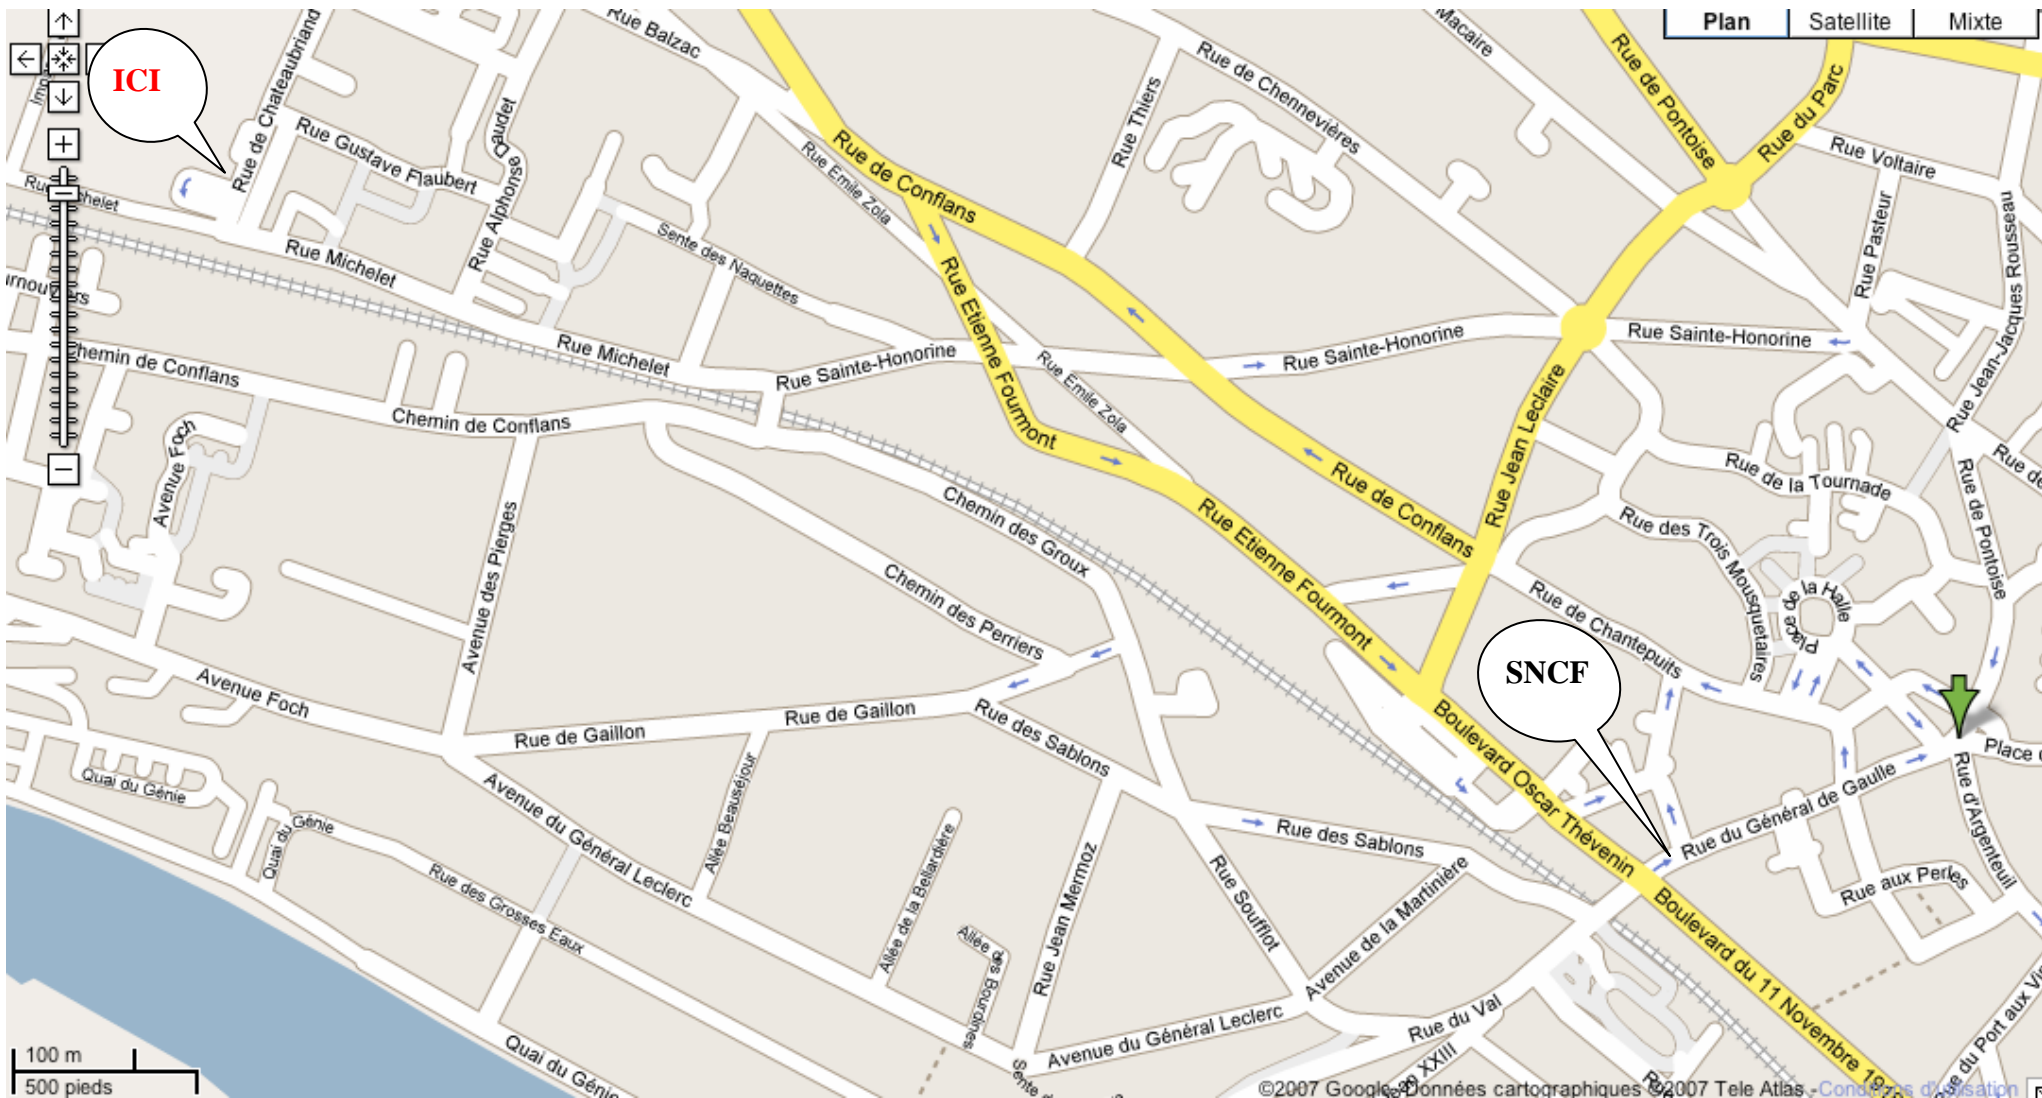 Plan
Satellite
Mixte
ICI
SNCF
Rue Balzac
Rue de Chateaubriand
Rue Gustave Flaubert
Rue Alphonse Daudet
Rue Michelet
Rue Michelet
Rue Emile Zola
Rue de Conflans
Rue Thiers
Rue de Chennevières
Macaire
Rue de Pontoise
Rue du Parc
Rue Voltaire
Rue Pasteur
Rue Jean-Jacques Rousseau
Sente des Naquettes
Rue Etienne Fourmont
Rue Sainte-Honorine
Rue Sainte-Honorine
Rue Sainte-Honorine
Rue Emile Zola
Chemin de Conflans
Chemin de Conflans
Avenue Foch
Avenue des Pierges
Chemin des Groux
Chemin des Perriers
Rue Etienne Fourmont
Rue de Conflans
Rue Jean Leclaire
Rue de la Tournade
Rue des Trois Mousquetaires
Place de la Halle
Rue de Pontoise
Rue de
Rue de Chantepuits
Avenue Foch
Rue de Gaillon
Rue de Gaillon
Rue des Sablons
Boulevard Oscar Thévenin
Place
Quai du Génie
Quai du Génie
Avenue du Général Leclerc
Allée Beauséjour
Allée de la Bellardière
Allée des Bourdines
Rue Jean Mermoz
Rue des Sablons
Rue Soufflot
Avenue de la Martinière
Rue du Général de Gaulle
Rue d'Argenteuil
Rue aux Perles
Rue des Grosses Eaux
Boulevard du 11 Novembre
Avenue du Général Leclerc
Rue du Val
Quai du Génie
XXIII
100 m
500 pieds
©2007 Google - Données cartographiques ©2007 Tele Atlas - Conditions d'utilisation